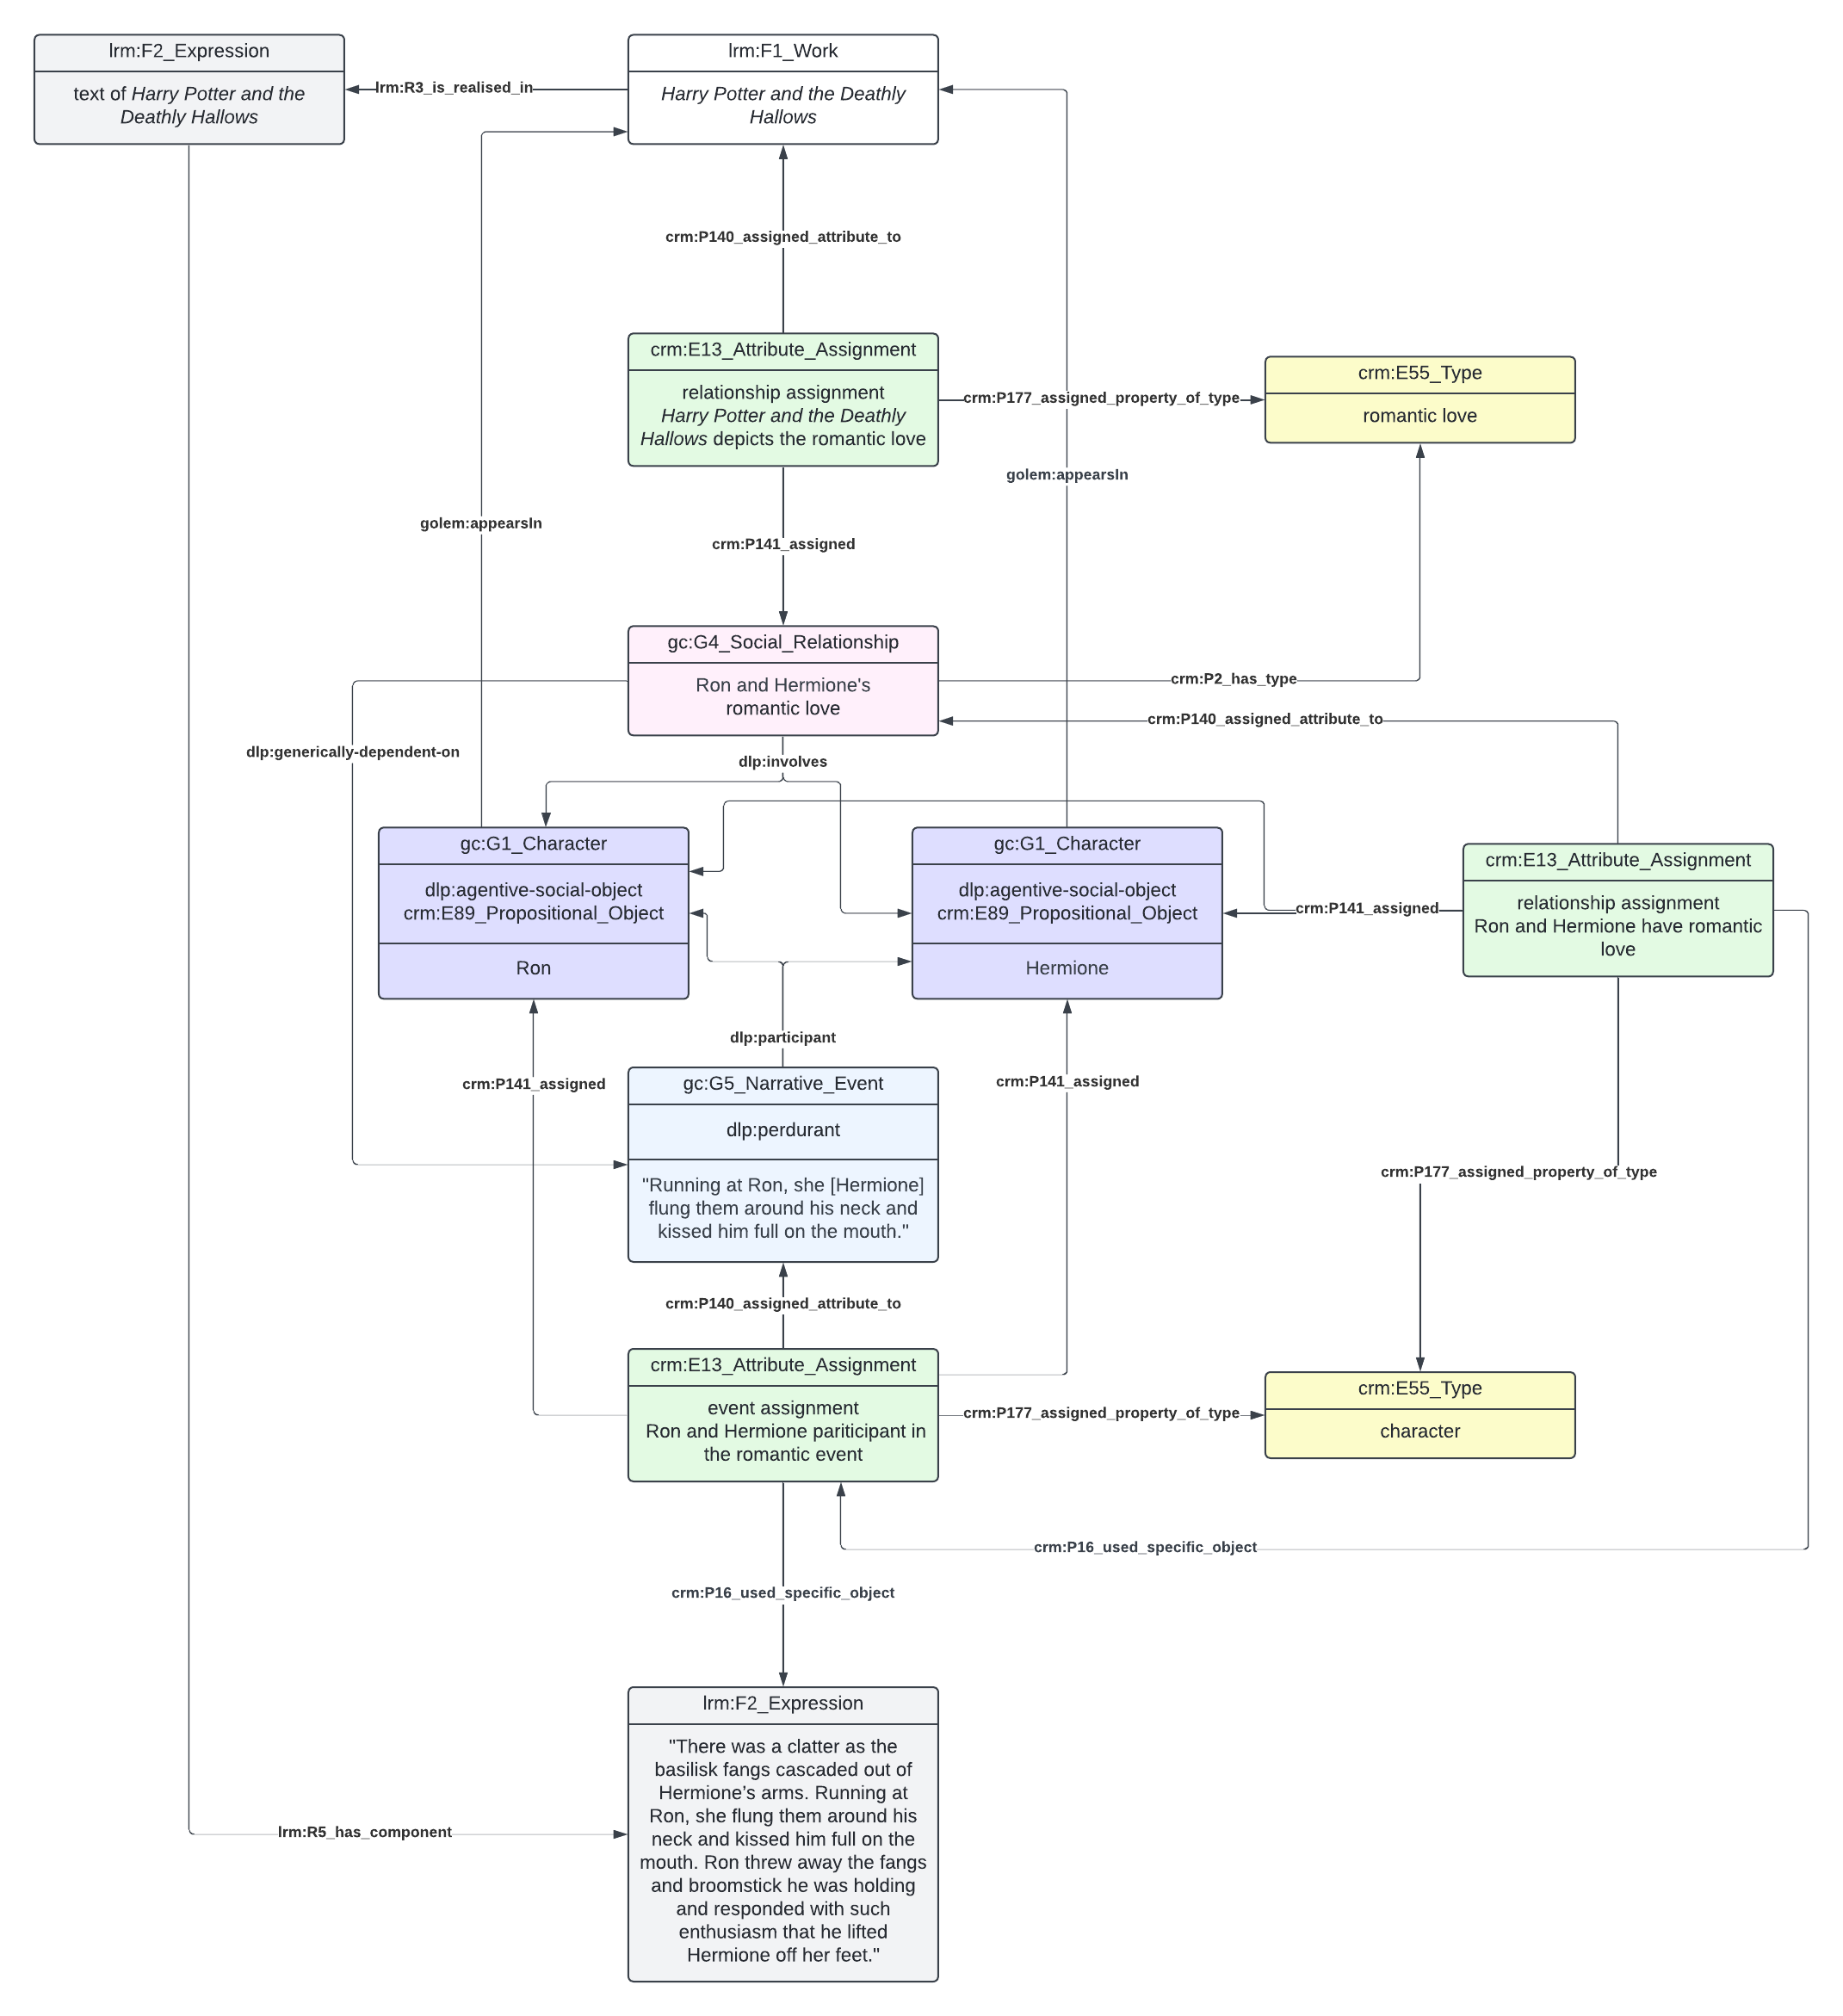 lrm:F2_Expression
text of Harry Potter and the
Deathly Hallows
lrm:R3_is_realised_in
lrm:F1_Work
Harry Potter and the Deathly
Hallows
crm:P140_assigned_attribute_to
crm:E13_Attribute_Assignment
relationship assignment
Harry Potter and the Deathly
Hallows depicts the romantic love
crm:P177_assigned_property_of_type
crm:E55_Type
romantic love
golem:appearsIn
golem:appearsIn
crm:P141_assigned
gc:G4_Social_Relationship
Ron and Hermione's
romantic love
crm:P2_has_type
crm:P140_assigned_attribute_to
dlp:generically-dependent-on
dlp:involves
gc:G1_Character
dlp:agentive-social-object
crm:E89_Propositional_Object
Ron
gc:G1_Character
dlp:agentive-social-object
crm:E89_Propositional_Object
Hermione
crm:P141_assigned
crm:E13_Attribute_Assignment
relationship assignment
Ron and Hermione have romantic
love
dlp:participant
crm:P141_assigned
crm:P141_assigned
gc:G5_Narrative_Event
dlp:perdurant
"Running at Ron, she [Hermione]
flung them around his neck and
kissed him full on the mouth."
crm:P177_assigned_property_of_type
crm:P140_assigned_attribute_to
crm:E13_Attribute_Assignment
event assignment
Ron and Hermione pariticipant in
the romantic event
crm:P177_assigned_property_of_type
crm:E55_Type
character
crm:P16_used_specific_object
crm:P16_used_specific_object
lrm:F2_Expression
"There was a clatter as the
basilisk fangs cascaded out of
Hermione’s arms. Running at
Ron, she flung them around his
neck and kissed him full on the
mouth. Ron threw away the fangs
and broomstick he was holding
and responded with such
enthusiasm that he lifted
Hermione off her feet."
lrm:R5_has_component